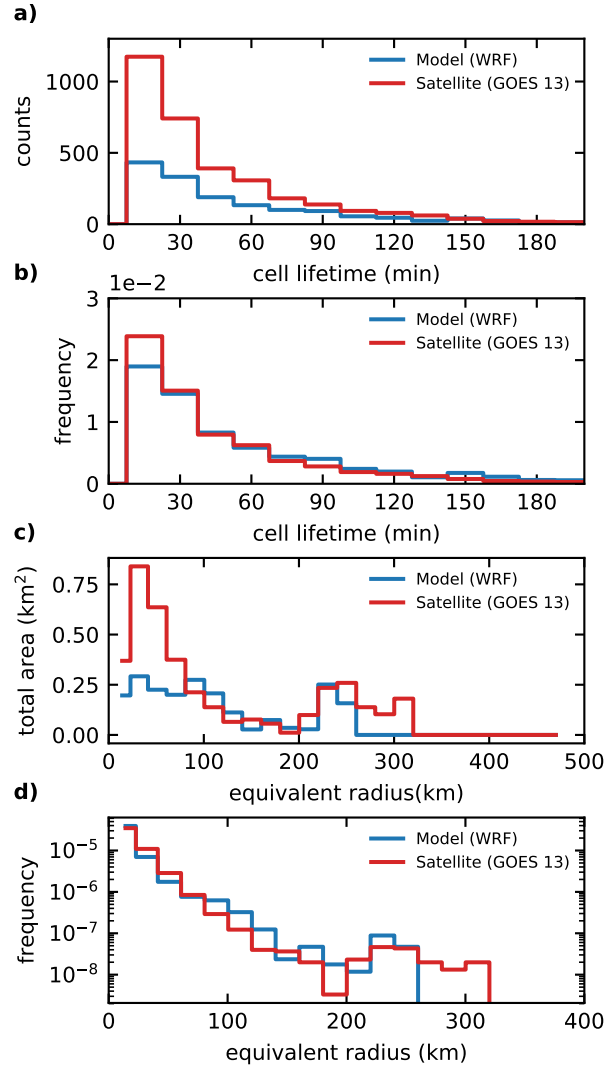 a)
1000
500
0
counts
Model (WRF)
Satellite (GOES 13)
0 30 60 90 120 150 180
cell lifetime (min)
b)
1e−2
3
2
1
0
frequency
Model (WRF)
Satellite (GOES 13)
0 30 60 90 120 150 180
cell lifetime (min)
c)
0.75
0.50
0.25
0.00
total area (km²)
Model (WRF)
Satellite (GOES 13)
0 100 200 300 400 500
equivalent radius(km)
d)
10⁻⁵
10⁻⁶
10⁻⁷
10⁻⁸
frequency
Model (WRF)
Satellite (GOES 13)
0 100 200 300 400
equivalent radius (km)